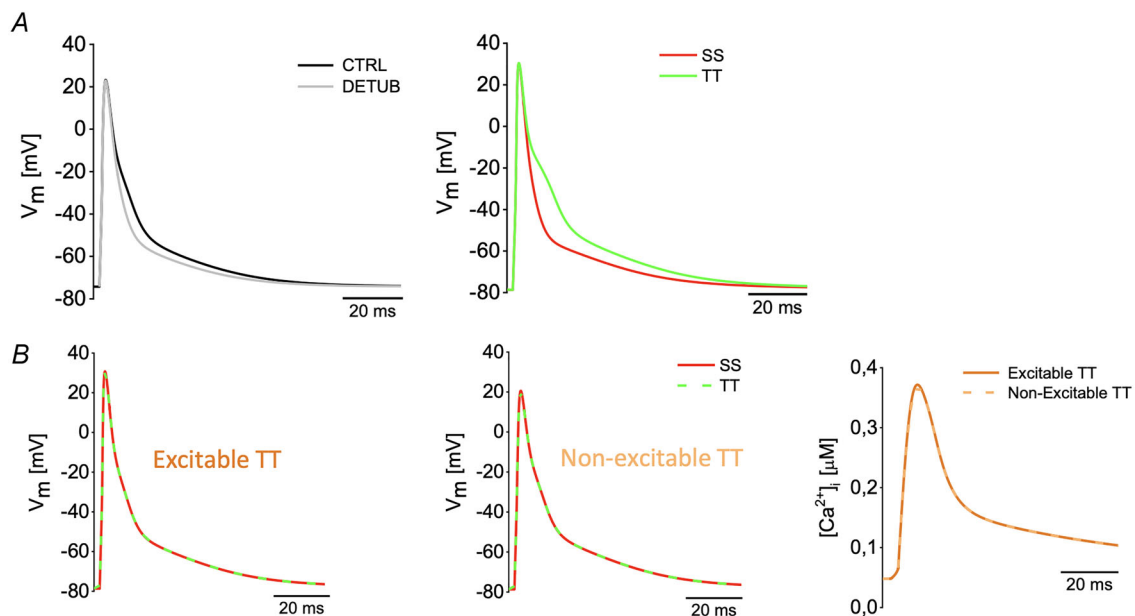 A
40
20
0
-20
-40
-60
-80
Vm [mV]
CTRL
DETUB
20 ms
40
20
0
-20
-40
-60
-80
Vm [mV]
SS
TT
20 ms
B
40
20
0
-20
-40
-60
-80
Vm [mV]
Excitable TT
20 ms
40
20
0
-20
-40
-60
-80
Vm [mV]
SS
TT
Non-excitable TT
20 ms
0,4
0,3
0,2
0,1
0,0
[Ca2+]i [μM]
Excitable TT
Non-Excitable TT
20 ms